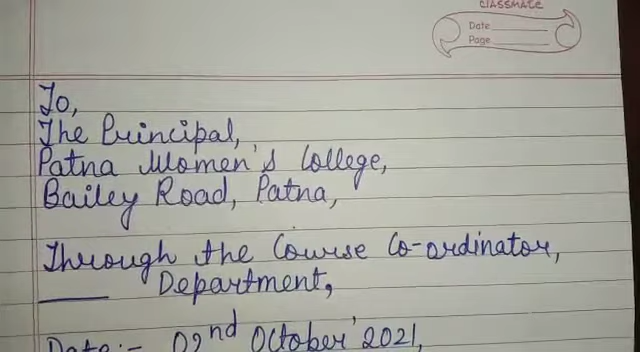 CLASSMATE
Date
Page
To,
The Principal,
Patna Women's College,
Bailey Road, Patna,
Through the Course Co-ordinator,
______ Department,
Date:- 02nd October'2021,